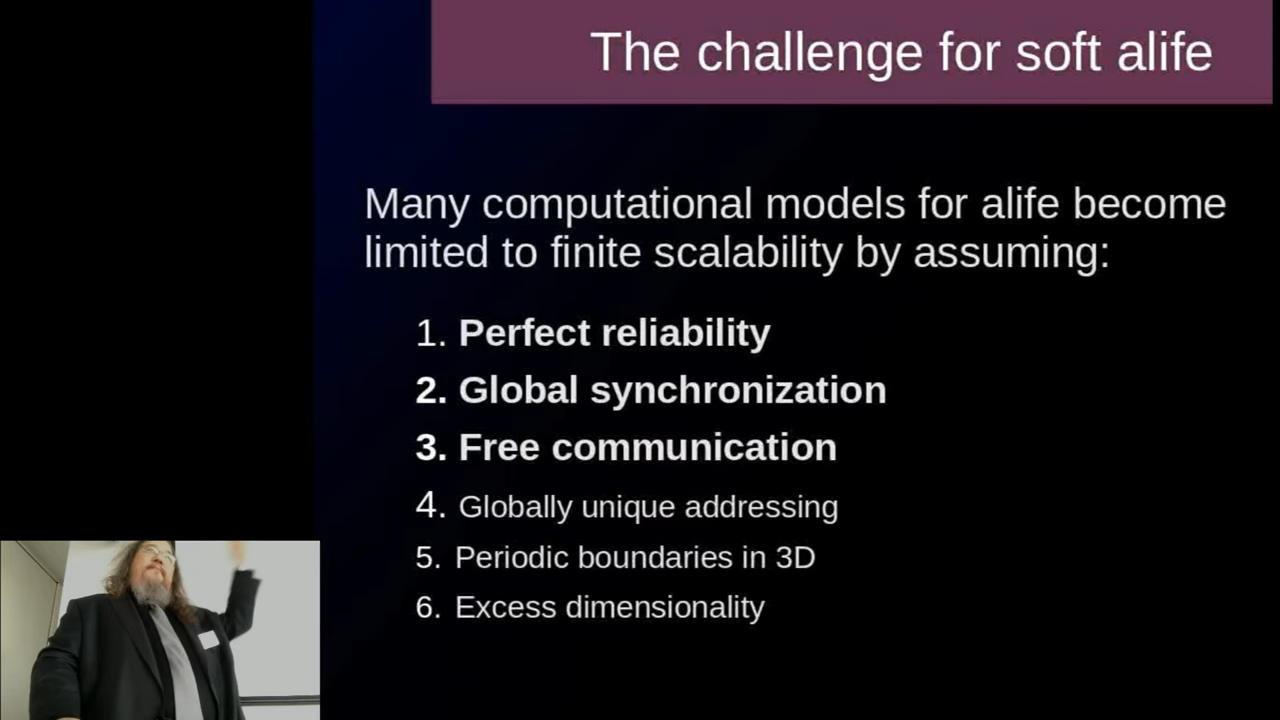 The challenge for soft alife
Many computational models for alife become
limited to finite scalability by assuming:
1. Perfect reliability
2. Global synchronization
3. Free communication
4. Globally unique addressing
5. Periodic boundaries in 3D
6. Excess dimensionality